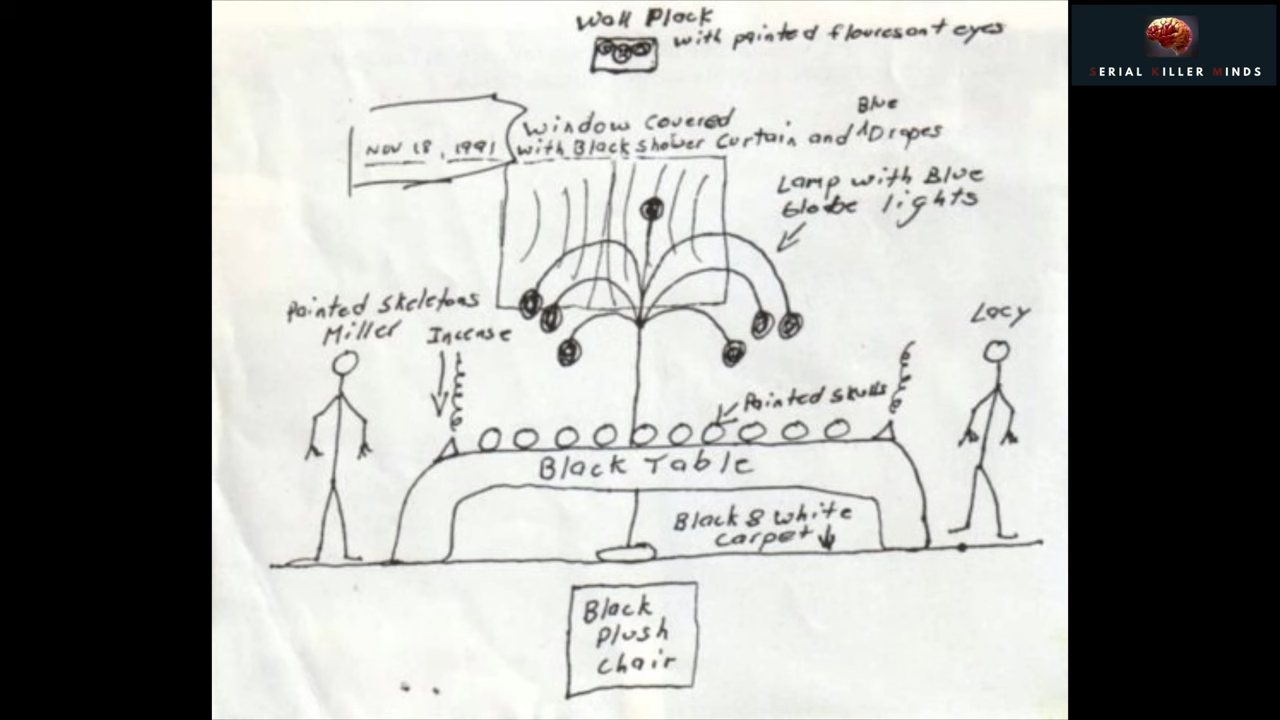 Wall Plack
with painted flouresant eyes
SERIAL KILLER MINDS
Blue
Window Covered
with Black Shower Curtain and ^ Drapes
NOV 18, 1991
Lamp with Blue
Globe lights
Painted Skeletons
Miller
Incense
Lacy
Painted Skulls
Black Table
Black & white
carpet
Black
Plush
Chair